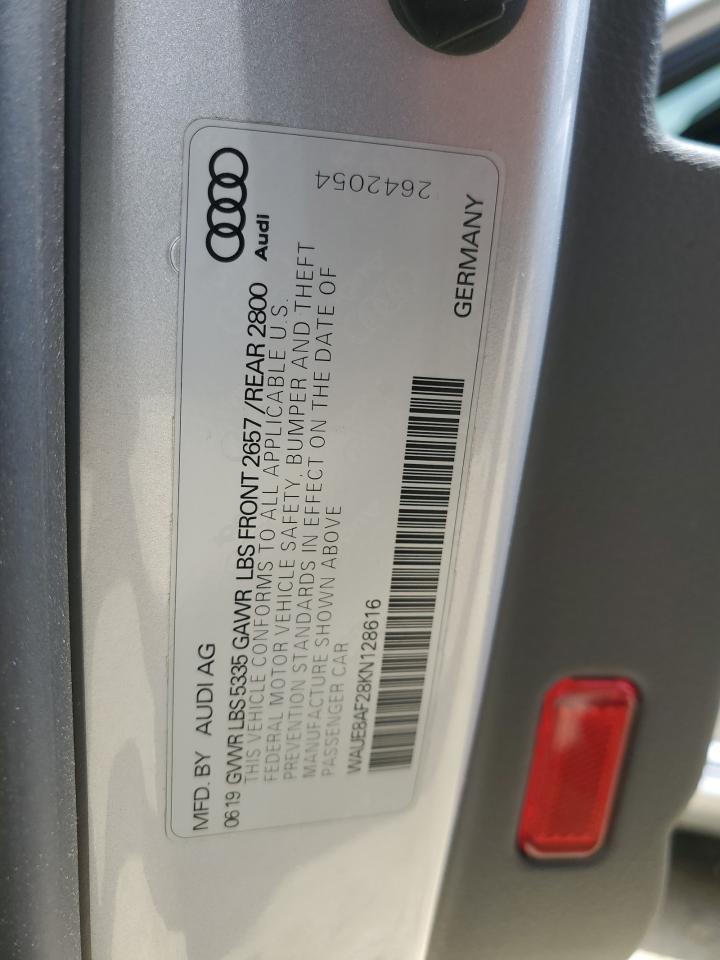 MFD. BY AUDI AG
Audi
0619 GVWR LBS 5335 GAWR LBS FRONT 2657 / REAR 2800
THIS VEHICLE CONFORMS TO ALL APPLICABLE U.S.
FEDERAL MOTOR VEHICLE SAFETY, BUMPER AND THEFT
PREVENTION STANDARDS IN EFFECT ON THE DATE OF
MANUFACTURE SHOWN ABOVE
PASSENGER CAR
2642054
WAUE8AF28KN128616
GERMANY